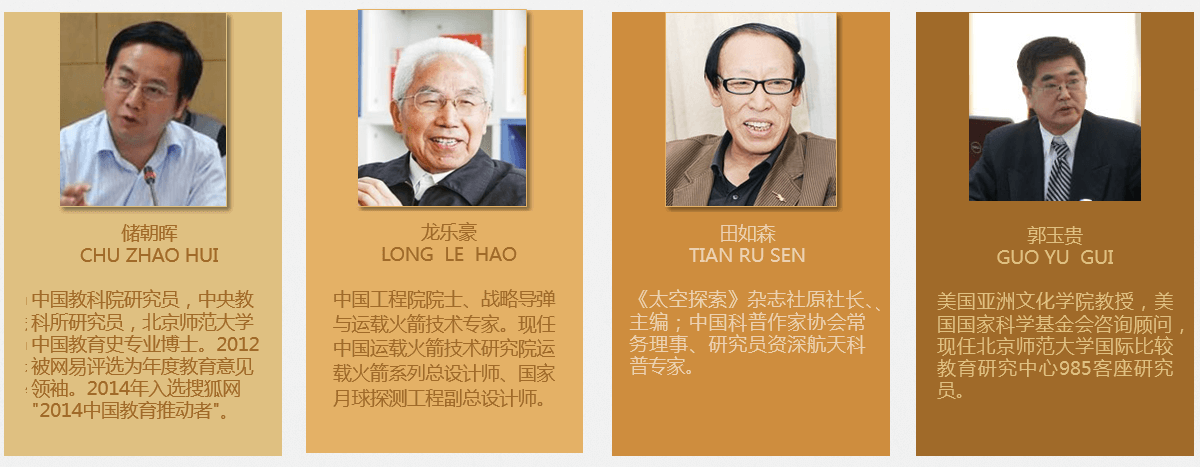 储朝晖
CHU ZHAO HUI
中国教科院研究员，中央教
科所研究员，北京师范大学
中国教育史专业博士。2012
被网易评选为年度教育意见
领袖。2014年入选搜狐网
"2014中国教育推动者"。
龙乐豪
LONG LE HAO
中国工程院院士、战略导弹
与运载火箭技术专家。现任
中国运载火箭技术研究院运
载火箭系列总设计师、国家
月球探测工程副总设计师。
田如森
TIAN RU SEN
《太空探索》杂志社原社长、
主编；中国科普作家协会常
务理事、研究员资深航天科
普专家。
郭玉贵
GUO YU GUI
美国亚洲文化学院教授，美
国国家科学基金会咨询顾问，
现任北京师范大学国际比较
教育研究中心985客座研究
员。